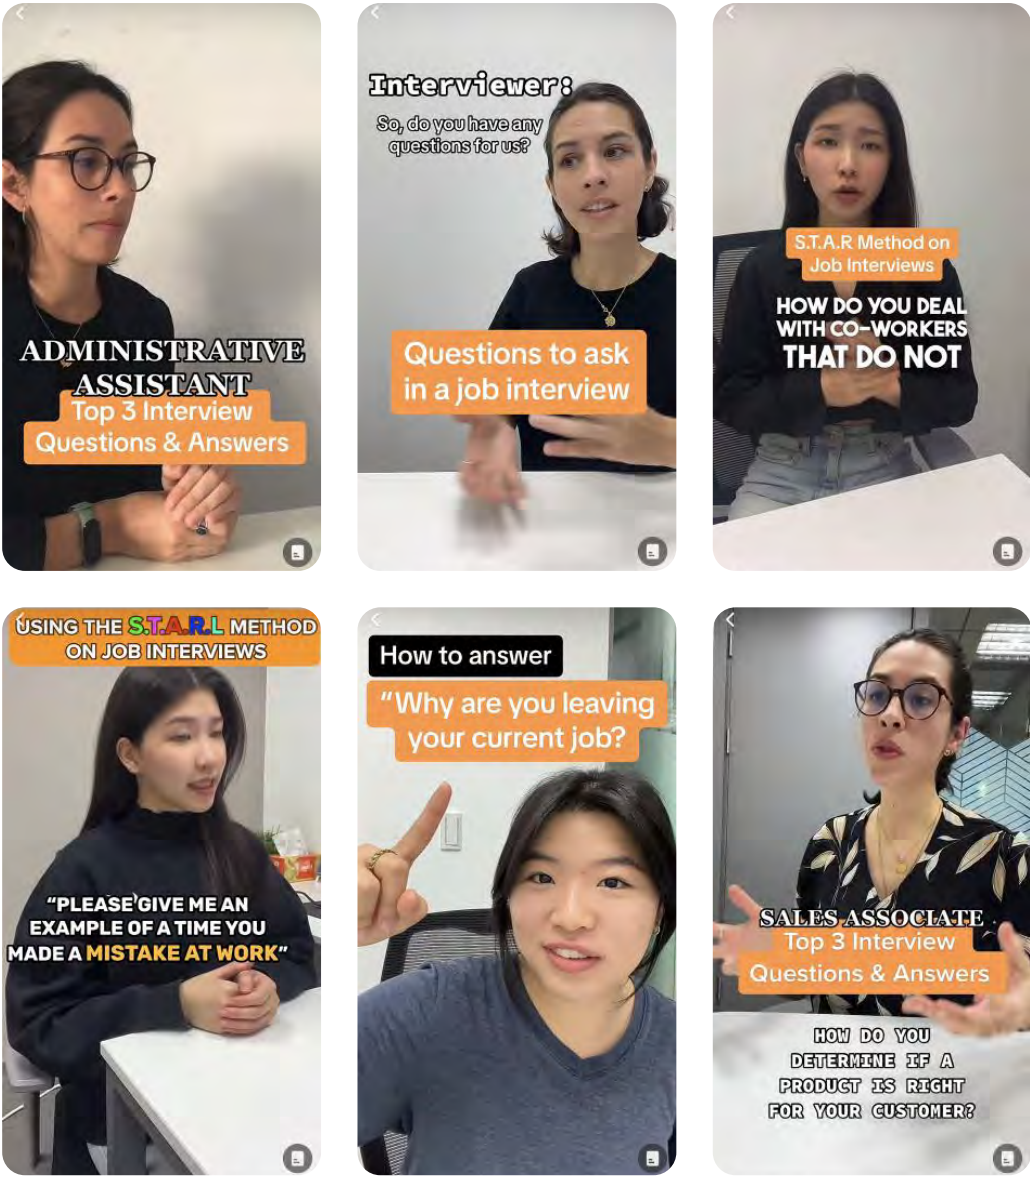 ADMINISTRATIVE
ASSISTANT
Top 3 Interview
Questions & Answers
Interviewer:
So, do you have any
questions for us?
Questions to ask
in a job interview
S.T.A.R Method on
Job Interviews
HOW DO YOU DEAL
WITH CO-WORKERS
THAT DO NOT
USING THE S.T.A.R.L METHOD
ON JOB INTERVIEWS
“PLEASE GIVE ME AN
EXAMPLE OF A TIME YOU
MADE A MISTAKE AT WORK”
How to answer
“Why are you leaving
your current job?
SALES ASSOCIATE
Top 3 Interview
Questions & Answers
HOW DO YOU
DETERMINE IF A
PRODUCT IS RIGHT
FOR YOUR CUSTOMER?